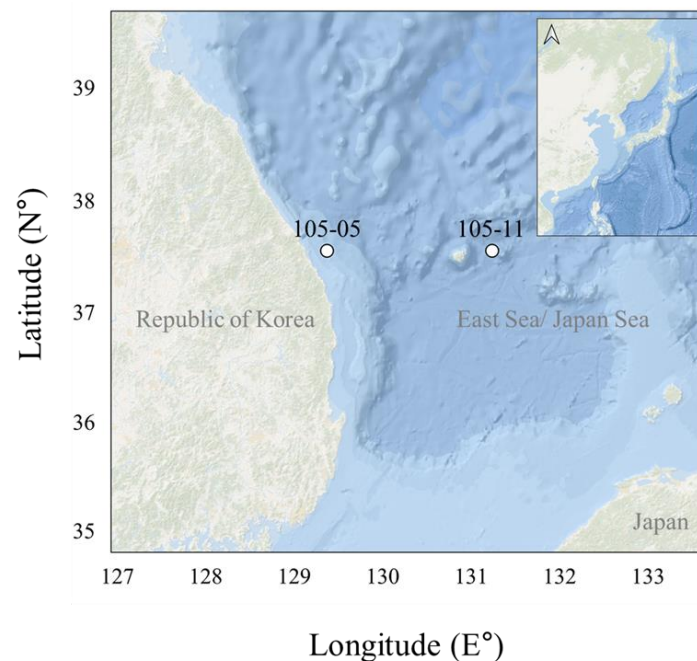 39
38
105-05
105-11
37
Republic of Korea
East Sea/ Japan Sea
36
35
Japan
127
128
129
130
131
132
133
Latitude (N°)
Longitude (E°)